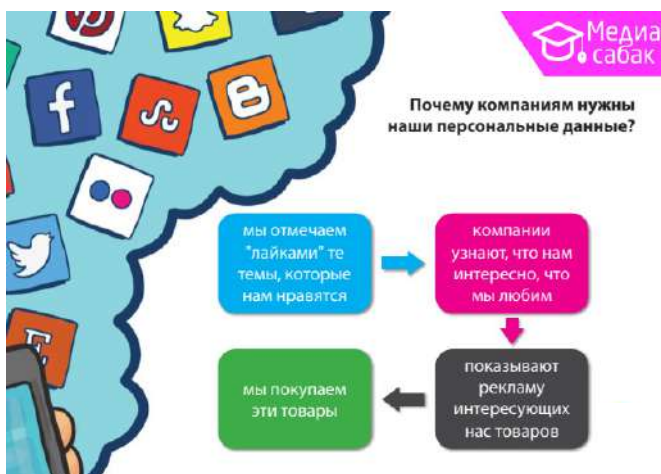 Медиа
сабак
Почему компаниям нужны
наши персональные данные?
мы отмечаем
"лайками" те
темы, которые
нам нравятся
компании
узнают, что нам
интересно, что
мы любим
показывают
рекламу
интересующих
нас товаров
мы покупаем
эти товары